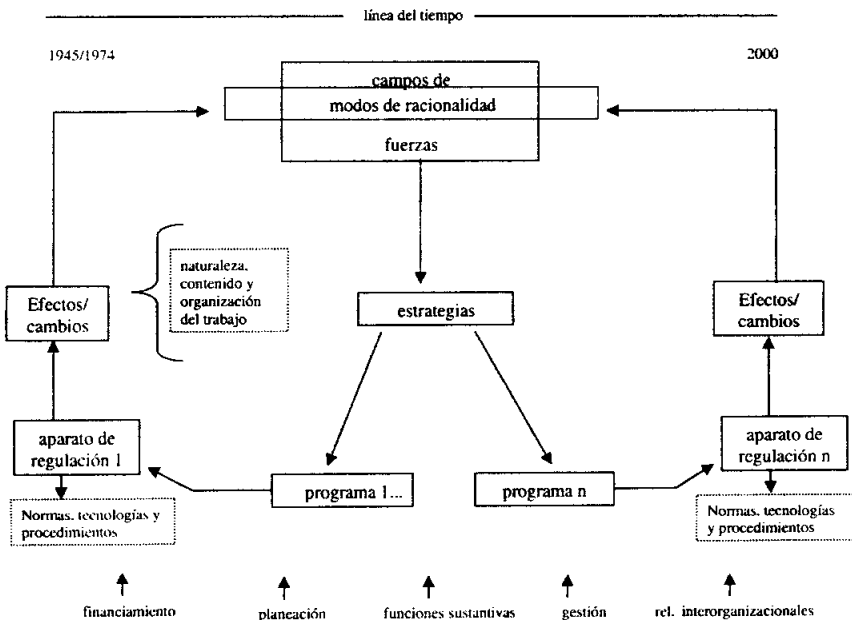 línea del tiempo
1945/1974
2000
campos de
modos de racionalidad
fuerzas
naturaleza,
contenido y
organización
del trabajo
Efectos/
cambios
estrategias
Efectos/
cambios
aparato de
regulación 1
aparato de
regulación n
programa 1...
programa n
Normas. tecnologías y
procedimientos
Normas. tecnologías
y procedimientos
financiamiento
planeación
funciones sustantivas
gestión
rel. interorganizacionales